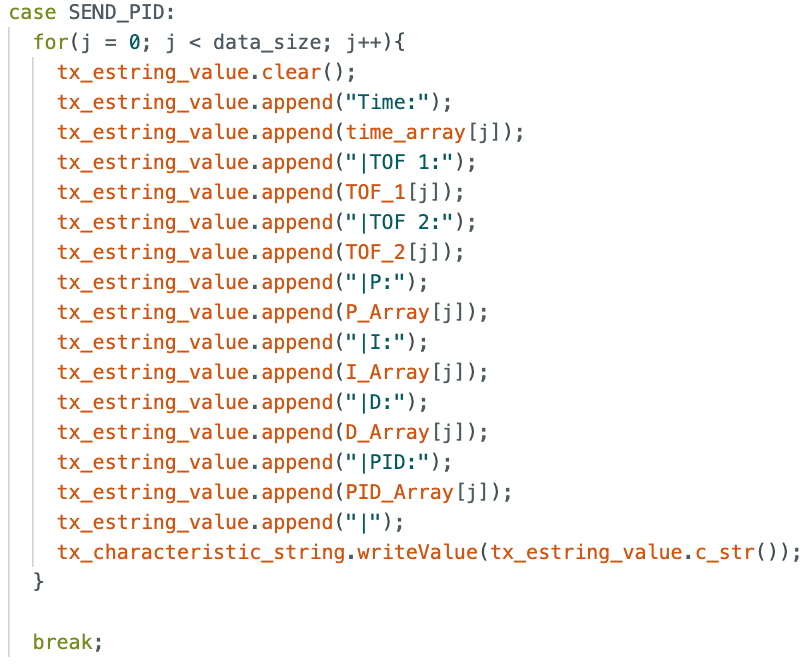 case SEND_PID:
for(j = 0; j < data_size; j++){
tx_estring_value.clear();
tx_estring_value.append("Time:");
tx_estring_value.append(time_array[j]);
tx_estring_value.append("|TOF 1:");
tx_estring_value.append(TOF_1[j]);
tx_estring_value.append("|TOF 2:");
tx_estring_value.append(TOF_2[j]);
tx_estring_value.append("|P:");
tx_estring_value.append(P_Array[j]);
tx_estring_value.append("|I:");
tx_estring_value.append(I_Array[j]);
tx_estring_value.append("|D:");
tx_estring_value.append(D_Array[j]);
tx_estring_value.append("|PID:");
tx_estring_value.append(PID_Array[j]);
tx_estring_value.append("|");
tx_characteristic_string.writeValue(tx_estring_value.c_str());
}
break;